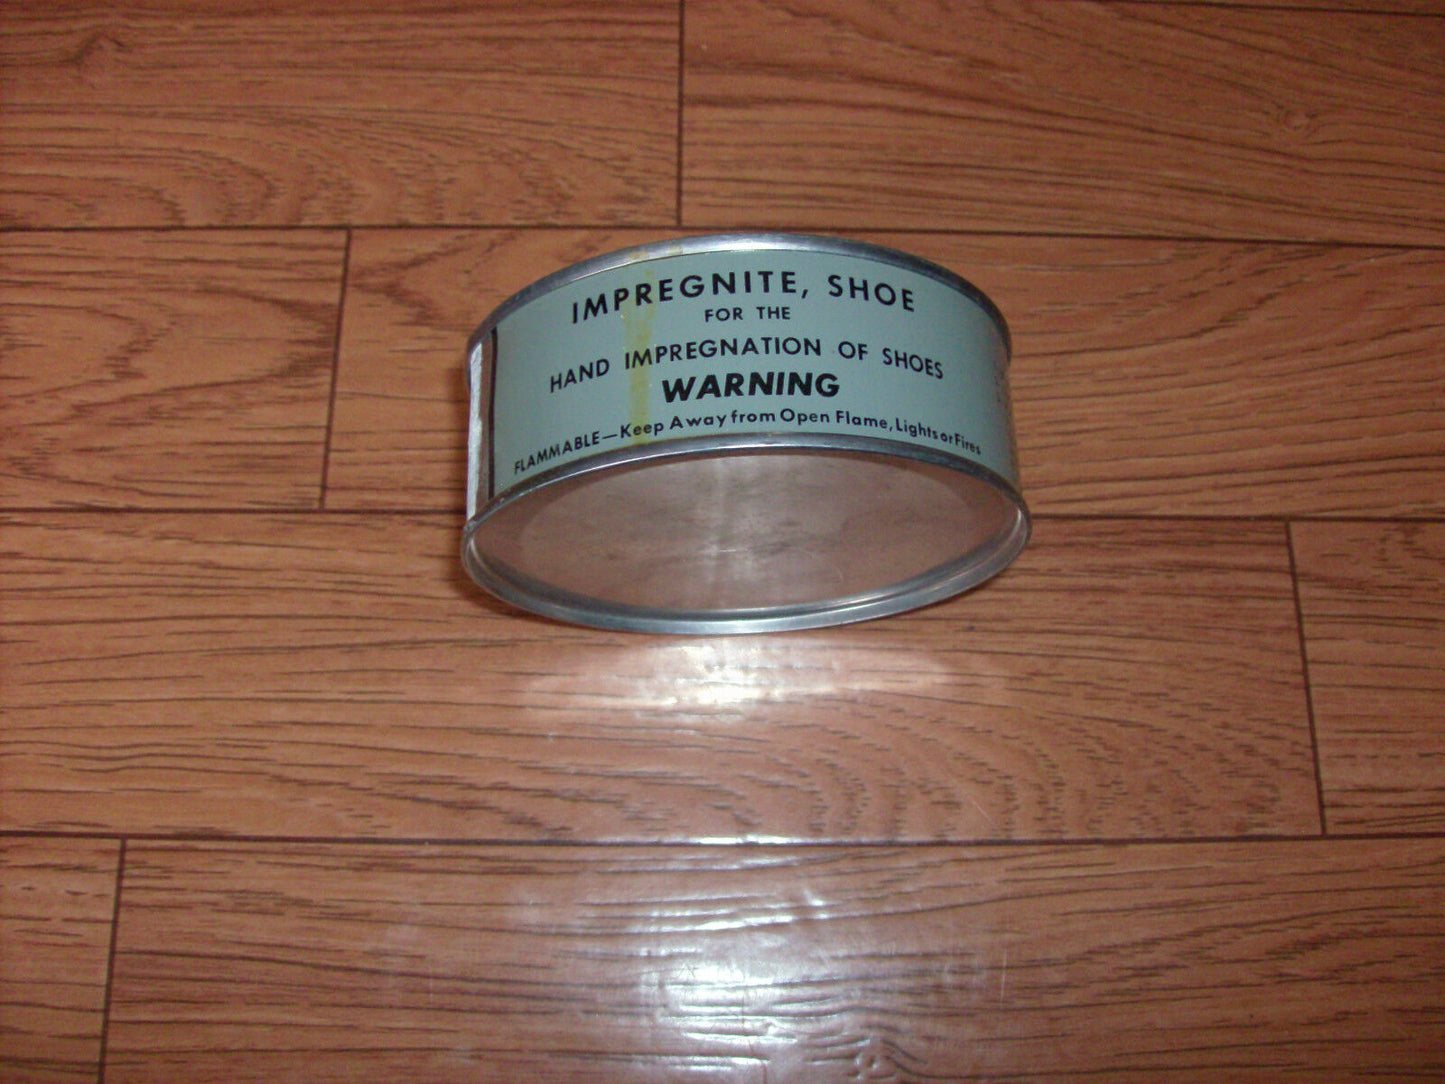 IMPREGNITE, SHOE
FOR THE
HAND IMPREGNATION OF SHOES
WARNING
FLAMMABLE—Keep Away from Open Flame, Lights or Fires